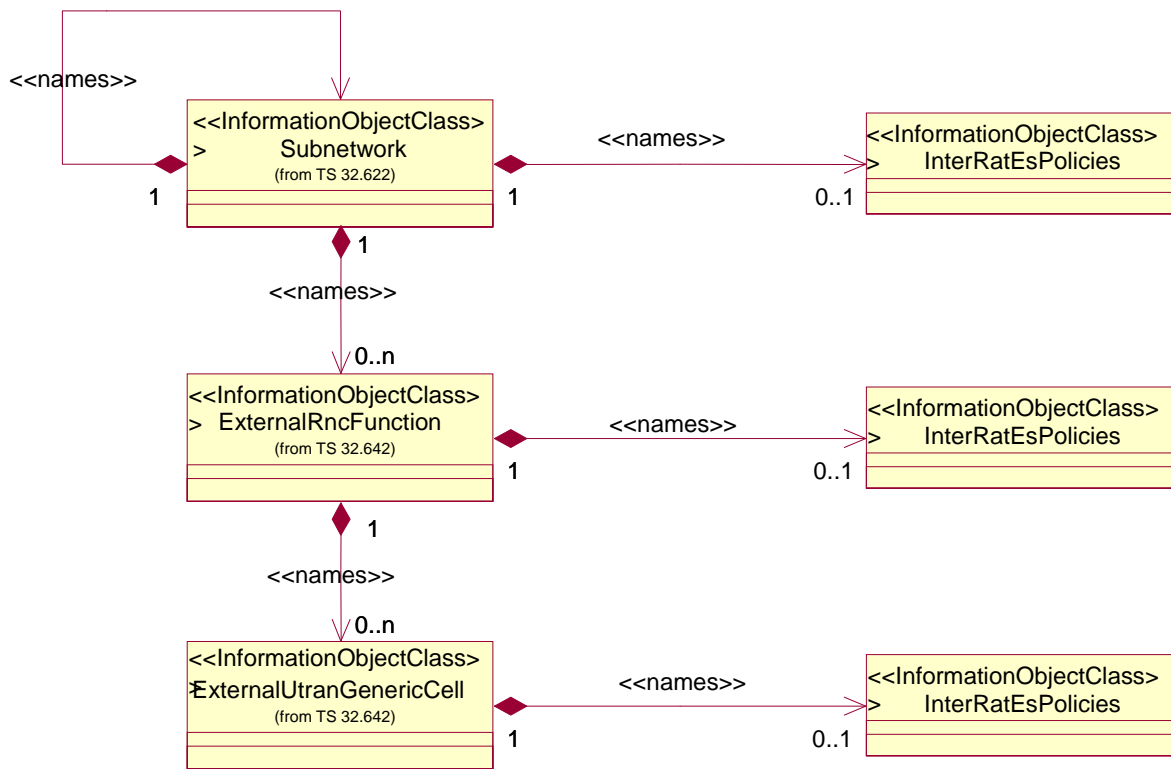 <<names>>
<<InformationObjectClass>
>
Subnetwork
(from TS 32.622)
1
1
<<names>>
0..1
<<InformationObjectClass>
>
InterRatEsPolicies
1
<<names>>
0..n
<<InformationObjectClass>
> ExternalRncFunction
(from TS 32.642)
1
<<names>>
0..1
<<InformationObjectClass>
>
InterRatEsPolicies
1
<<names>>
0..n
<<InformationObjectClass>
>
ExternalUtranGenericCell
(from TS 32.642)
1
<<names>>
0..1
<<InformationObjectClass>
>
InterRatEsPolicies